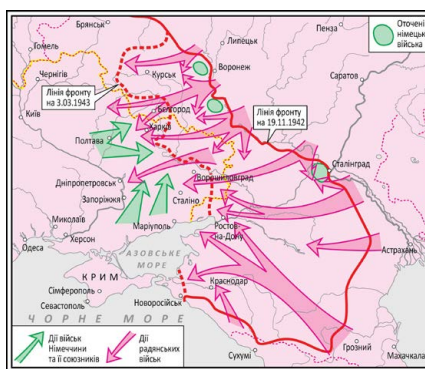 Брянськ
Липецьк
Пенза
Оточені
німецькі
війська
Гомель
Чернігів
Курськ
Воронеж
Саратов
Лінія фронту
на 3.03.1943
Київ
Бєлгород
Лінія фронту
на 19.11.1942
Харків
Полтава
Сталінград
Ворошиловград
Дніпропетровськ
Сталіно
Запоріжжя
Миколаїв
Маріуполь
Ростов-
на-Дону
Астрахань
Одеса
Херсон
АЗОВСЬКЕ
МОРЕ
КРИМ
Краснодар
Сімферополь
Севастополь
Новоросійськ
ЧОРНЕ МОРЕ
Дії військ
Німеччини
та її союзників
Дії
радянських
військ
Сухумі
Грозний
Махачкала